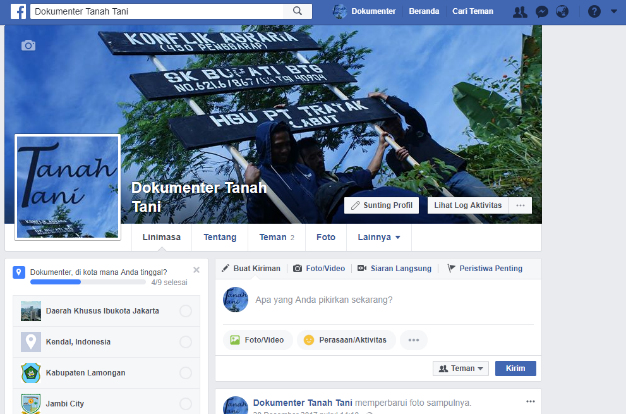 Dokumenter Tanah Tani
Dokumenter
Beranda
Cari Teman
KONFLIK AGRARIA
(450 PENGGARAP)
SK BUPATI BTG
HGU PT TRATAK
Tanah
Tani
Dokumenter Tanah
Tani
Sunting Profil
Lihat Log Aktivitas
Linimasa
Tentang
Teman 2
Foto
Lainnya
Dokumenter, di kota mana Anda tinggal?
4/9 selesai
Daerah Khusus Ibukota Jakarta
Kendal, Indonesia
Kabupaten Lamongan
Jambi City
Buat Kiriman
Foto/Video
Siaran Langsung
Peristiwa Penting
Apa yang Anda pikirkan sekarang?
Foto/Video
Perasaan/Aktivitas
Teman
Kirim
Dokumenter Tanah Tani memperbarui foto sampulnya.